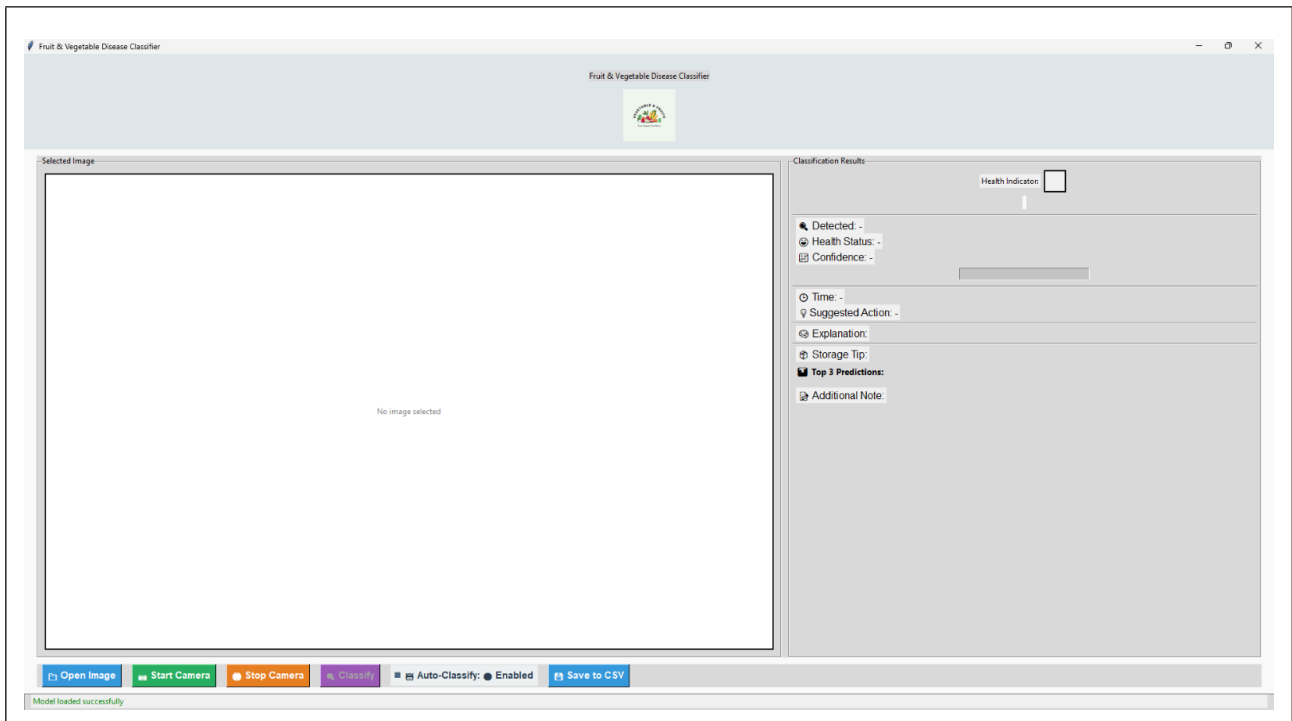 Fruit & Vegetable Disease Classifier
Fruit & Vegetable Disease Classifier
VEGETABLE & FRUITS
Selected Image
No image selected
Classification Results
Health Indicator:
Detected: -
Health Status: -
Confidence: -
Time: -
Suggested Action: -
Explanation:
Storage Tip:
Top 3 Predictions:
Additional Note:
Open Image Start Camera Stop Camera Classify Auto-Classify: Enabled Save to CSV
Model loaded successfully